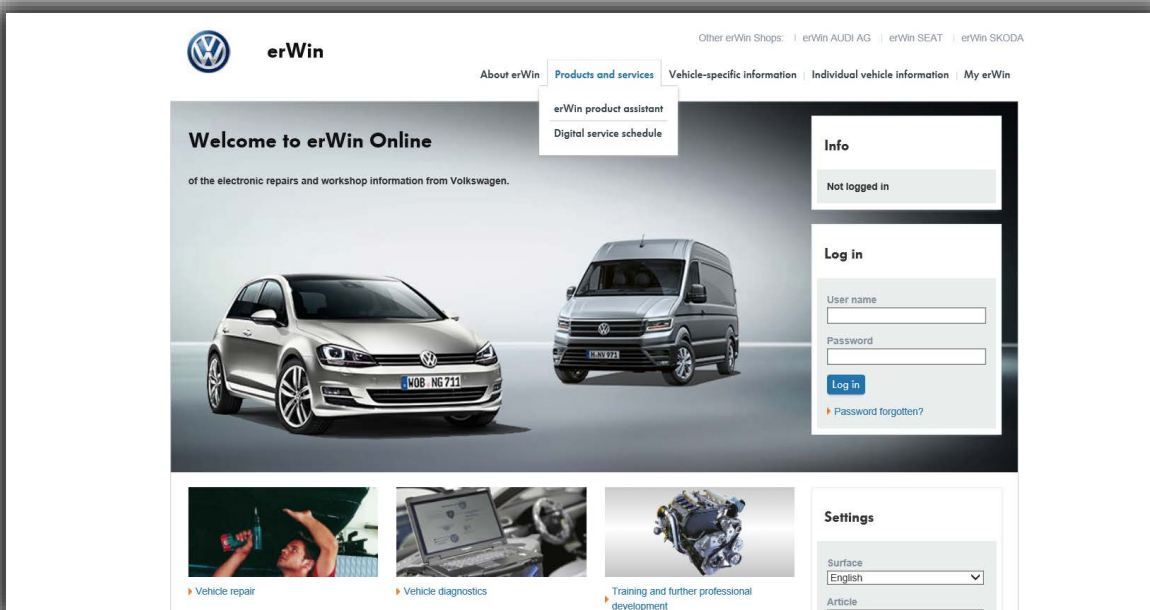 Other erWin Shops: | erWin AUDI AG | erWin SEAT | erWin SKODA
erWin
About erWin | Products and services | Vehicle-specific information | Individual vehicle information | My erWin
erWin product assistant
Digital service schedule
Welcome to erWin Online
of the electronic repairs and workshop information from Volkswagen.
Info
Not logged in
Log in
User name
Password
Log in
Password forgotten?
H·NV 971
WOB NG 711
Vehicle repair
Vehicle diagnostics
Training and further professional
development
Settings
Surface
English
Article